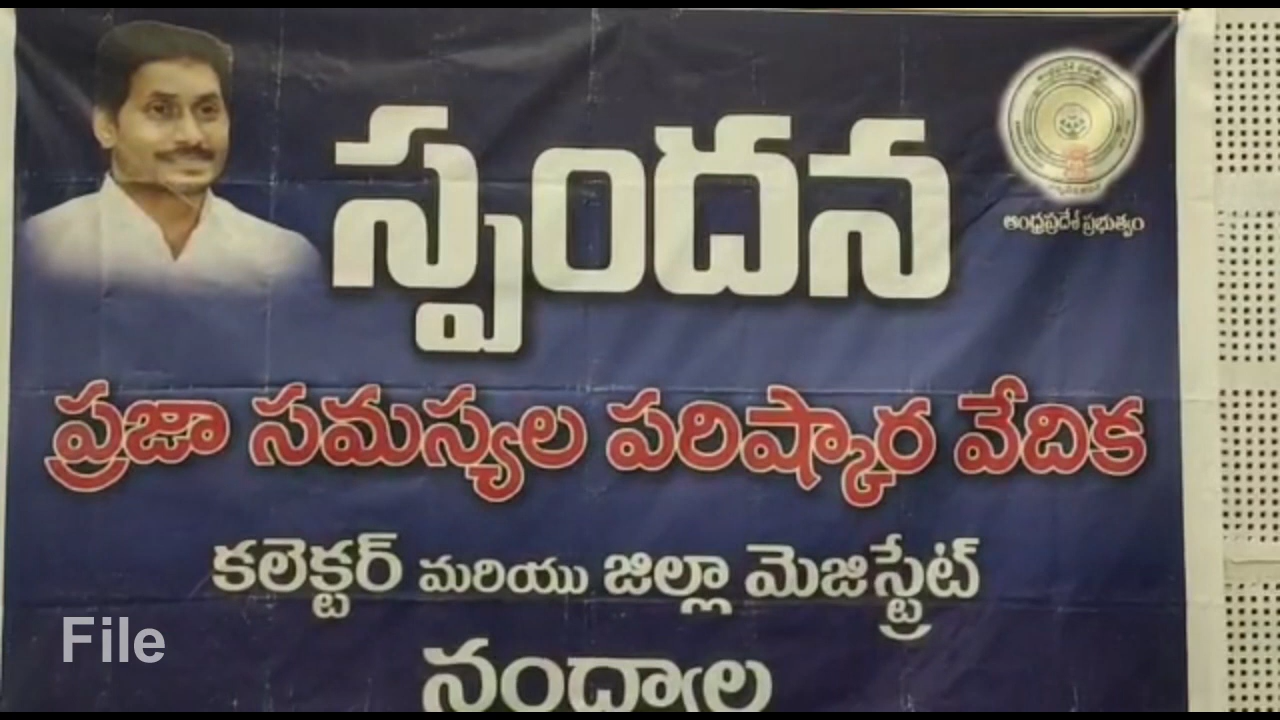 స్పందన
ఆంధ్రప్రదేశ్ ప్రభుత్వం
ప్రజా సమస్యల పరిష్కార వేదిక
కలెక్టర్ మరియు జిల్లా మెజిస్ట్రేట్
నంద్యాల
File